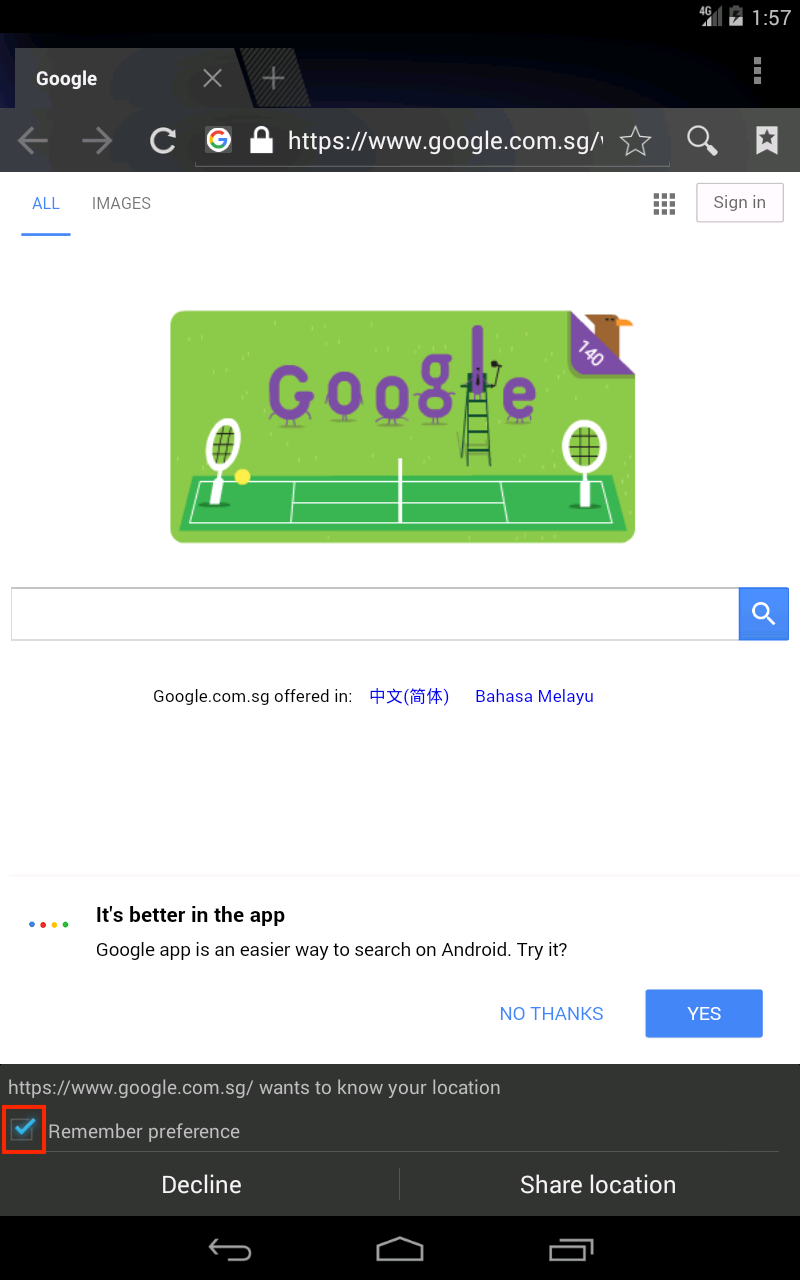 4G 1:57
Google
https://www.google.com.sg/
ALL IMAGES Sign in
140
Google
Google.com.sg offered in: 中文(简体) Bahasa Melayu
It's better in the app
Google app is an easier way to search on Android. Try it?
NO THANKS YES
https://www.google.com.sg/ wants to know your location
Remember preference
Decline Share location